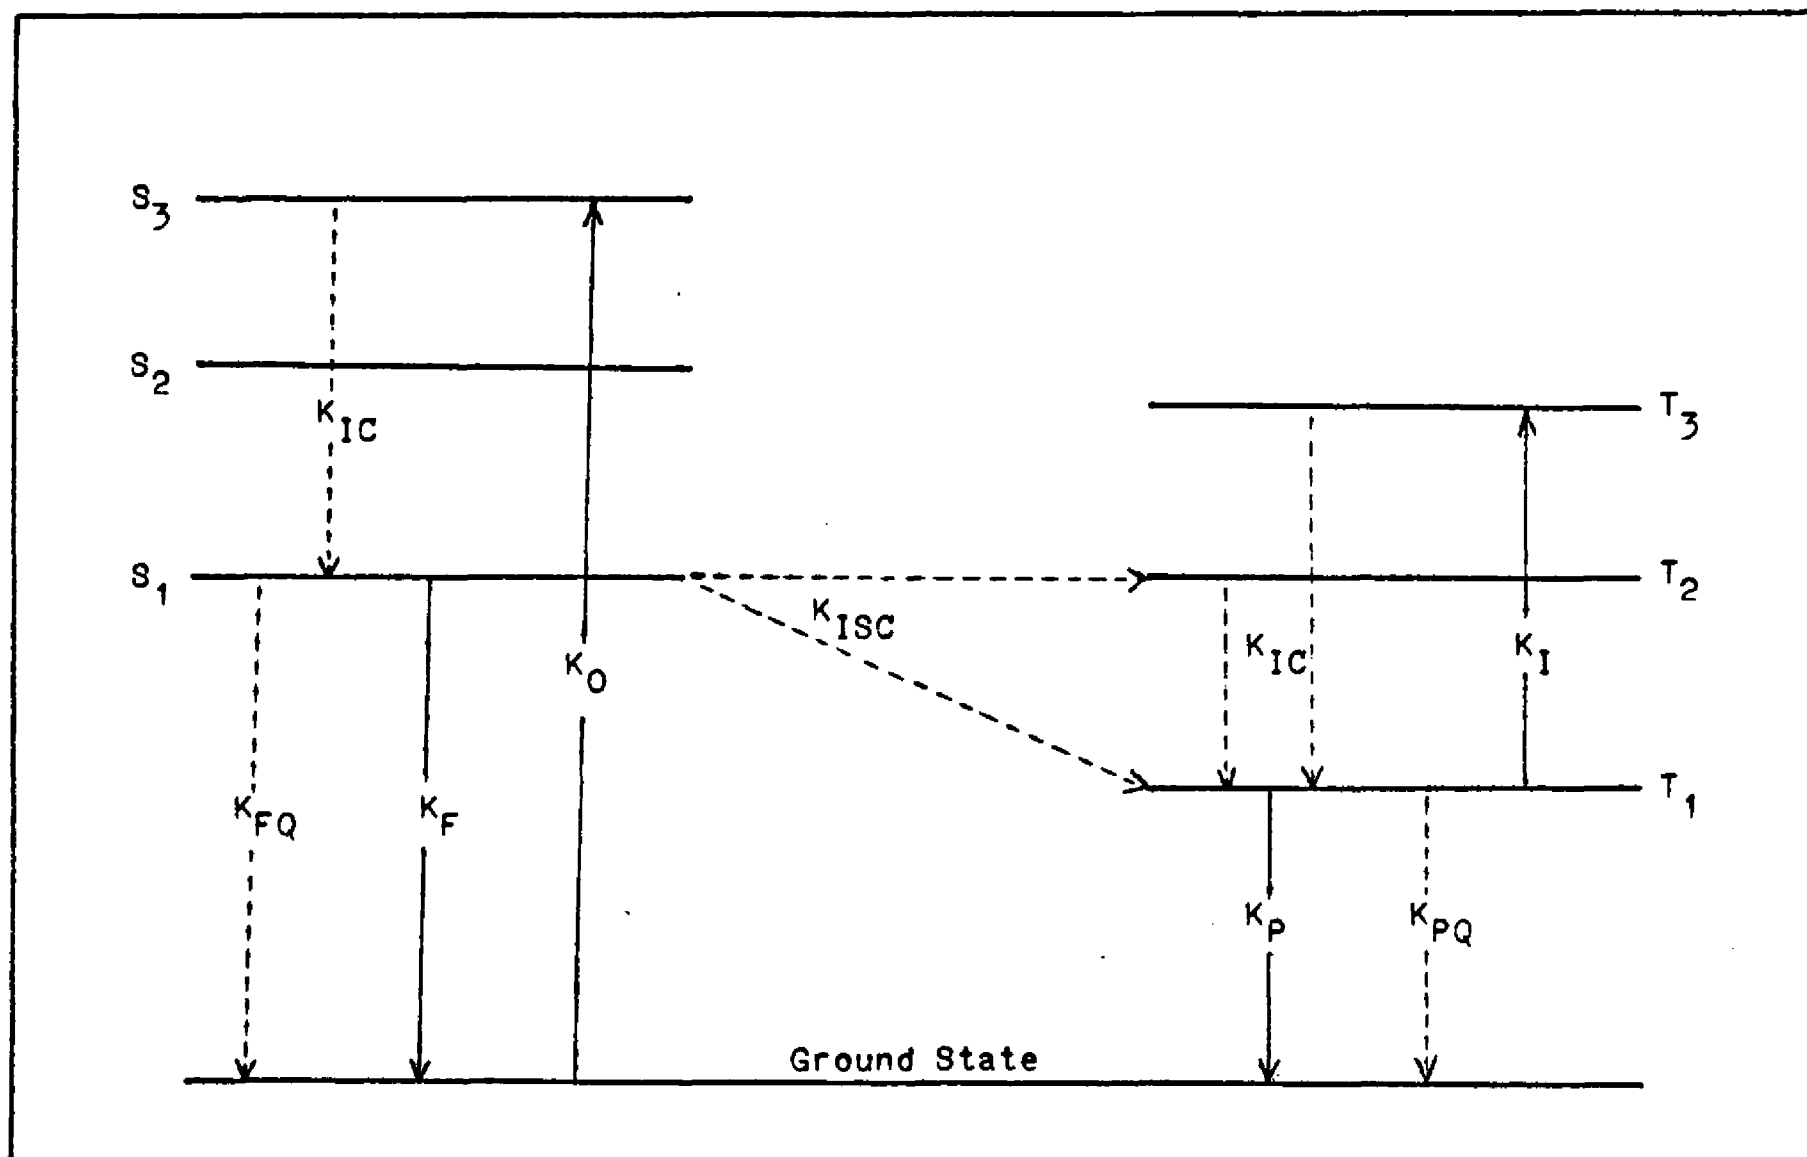 S3
S2
T3
KIC
S1
T2
KISC
KIC
KI
KO
T1
KFQ
KF
KP
KPQ
Ground State